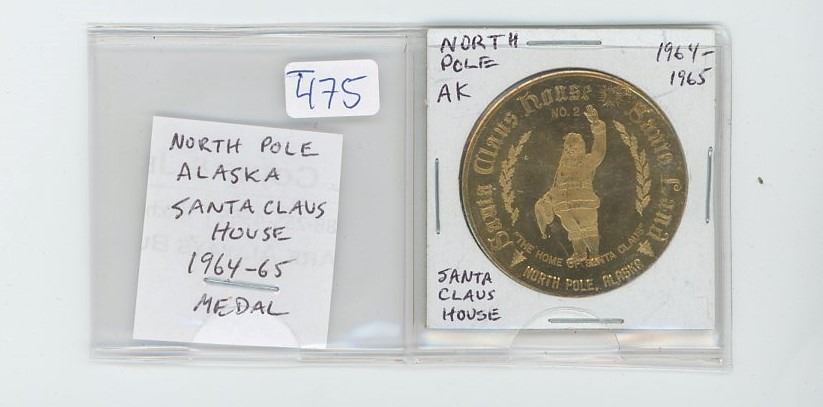 T475
NORTH POLE
ALASKA
SANTA CLAUS
HOUSE
1964-65
MEDAL
NORTH
POLE
AK
1964-
1965
Santa Claus House Santa Land
NO. 2
"THE HOME OF SANTA CLAUS"
NORTH POLE, ALASKA
SANTA
CLAUS
HOUSE